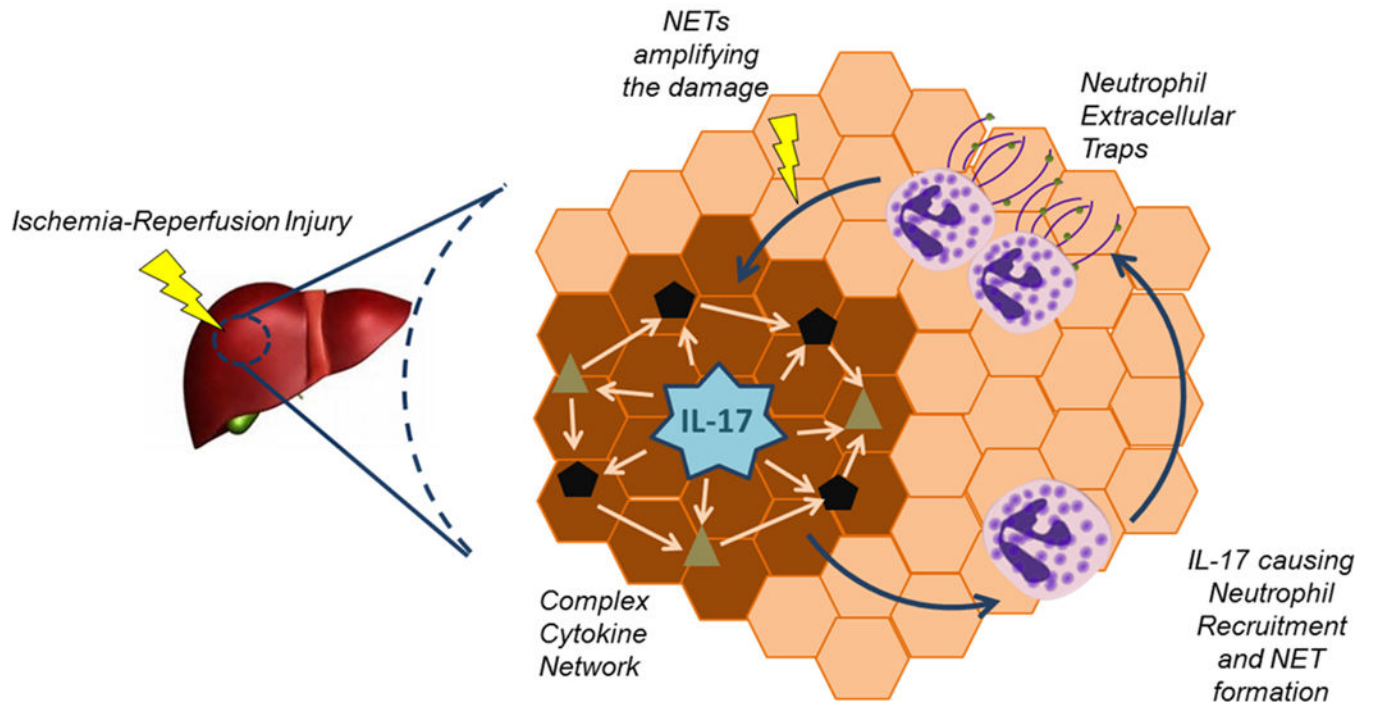 NETs
amplifying
the damage
Neutrophil
Extracellular
Traps
Ischemia-Reperfusion Injury
IL-17
Complex
Cytokine
Network
IL-17 causing
Neutrophil
Recruitment
and NET
formation